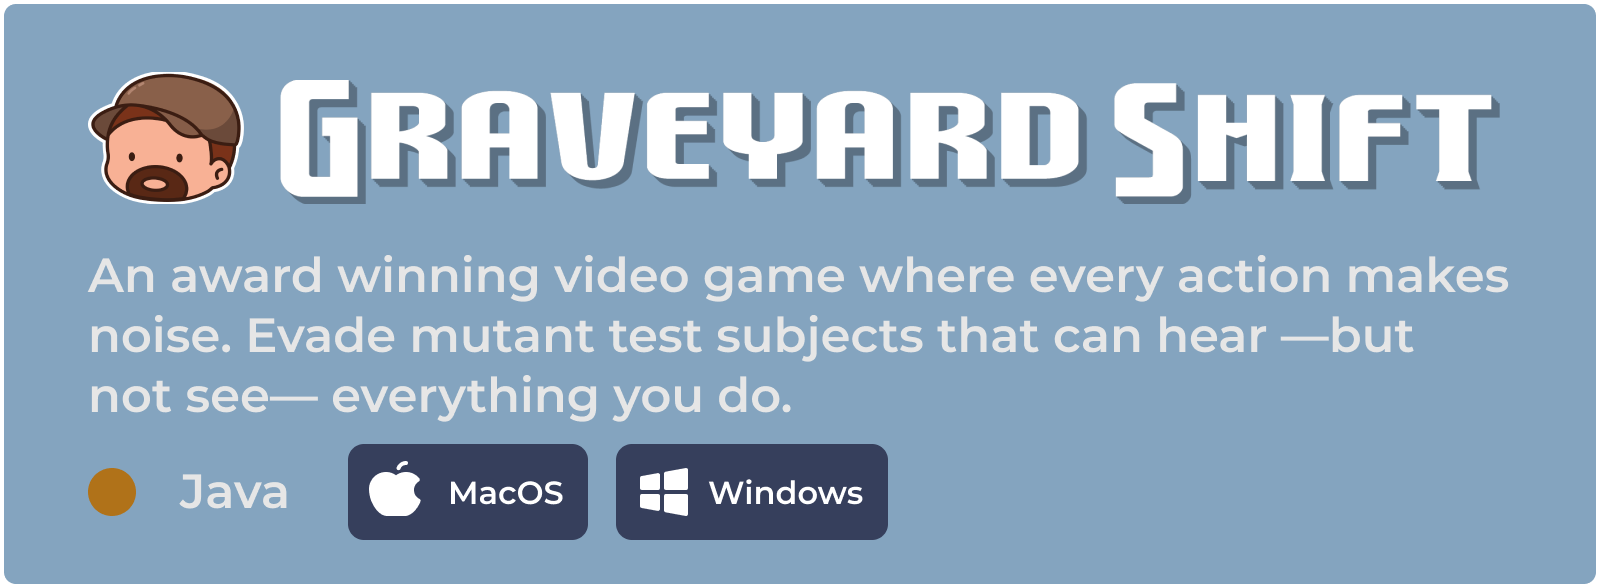 GRAVEYARD SHIFT
An award winning video game where every action makes
noise. Evade mutant test subjects that can hear —but
not see— everything you do.
Java MacOS Windows